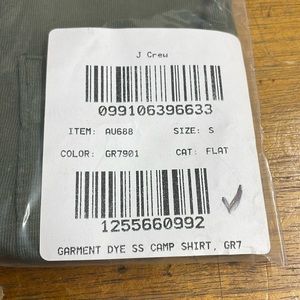 J Crew
099106396633
ITEM: AU688 SIZE: S
COLOR: GR7901 CAT: FLAT
1255660992
GARMENT DYE SS CAMP SHIRT, GR7